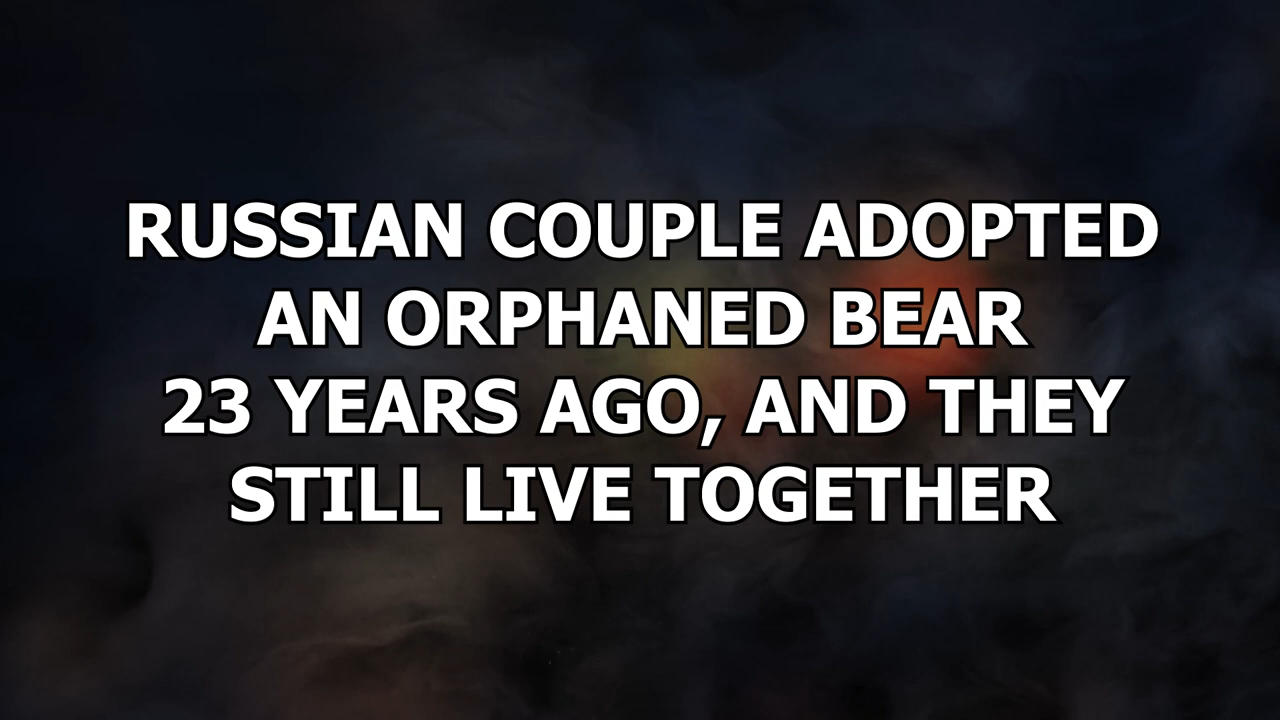 RUSSIAN COUPLE ADOPTED
AN ORPHANED BEAR
23 YEARS AGO, AND THEY
STILL LIVE TOGETHER